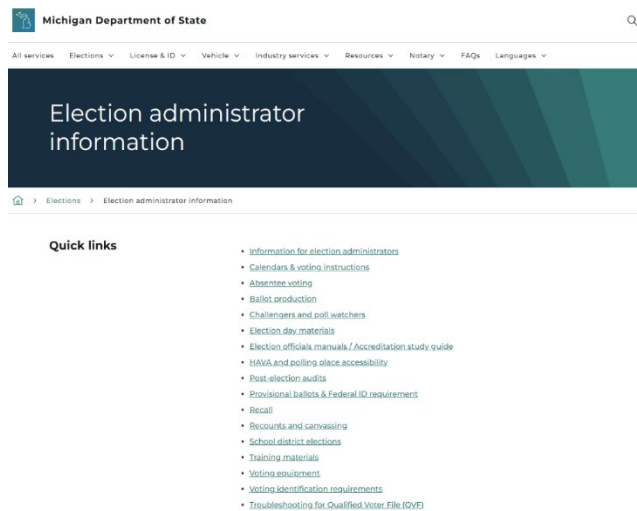 Michigan Department of State
All services Elections License & ID Vehicle Industry services Resources Notary FAQs Languages
Election administrator
information
Elections > Election administrator information
Quick links
• Information for election administrators
• Calendars & voting instructions
• Absentee voting
• Ballot production
• Challengers and poll watchers
• Election day materials
• Election officials manuals / Accreditation study guide
• HAVA and polling place accessibility
• Post-election audits
• Provisional ballots & Federal ID requirement
• Recall
• Recounts and canvassing
• School district elections
• Training materials
• Voting equipment
• Voting identification requirements
• Troubleshooting for Qualified Voter File (QVF)